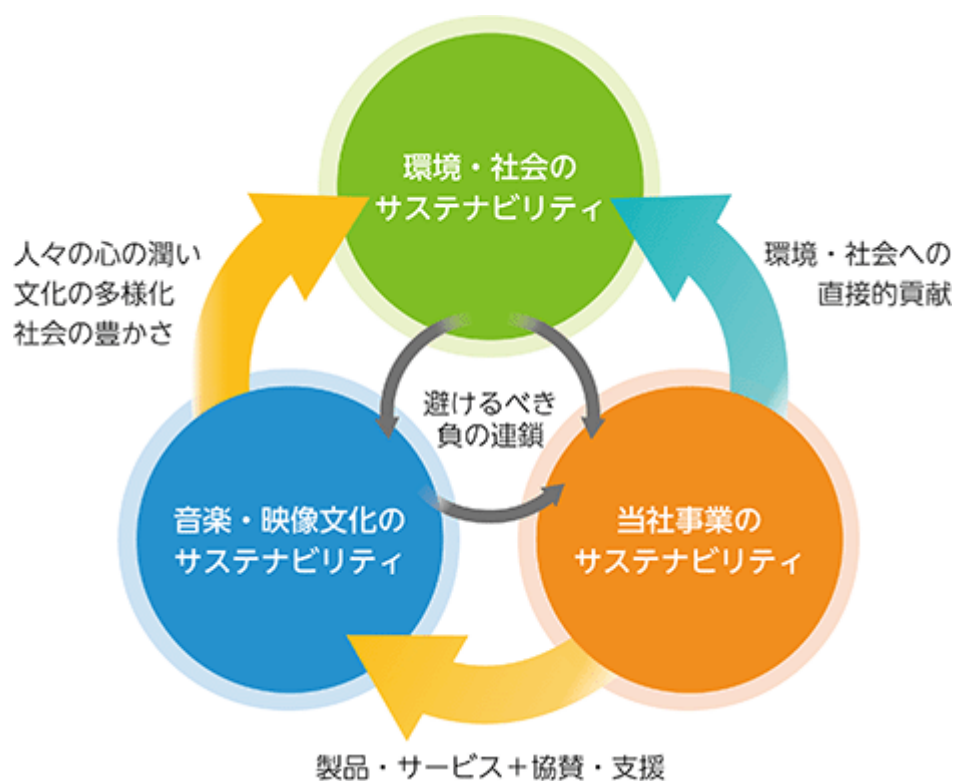 環境・社会の
サステナビリティ
人々の心の潤い
文化の多様化
社会の豊かさ
環境・社会への
直接的貢献
避けるべき
負の連鎖
音楽・映像文化の
サステナビリティ
当社事業の
サステナビリティ
製品・サービス＋協賛・支援